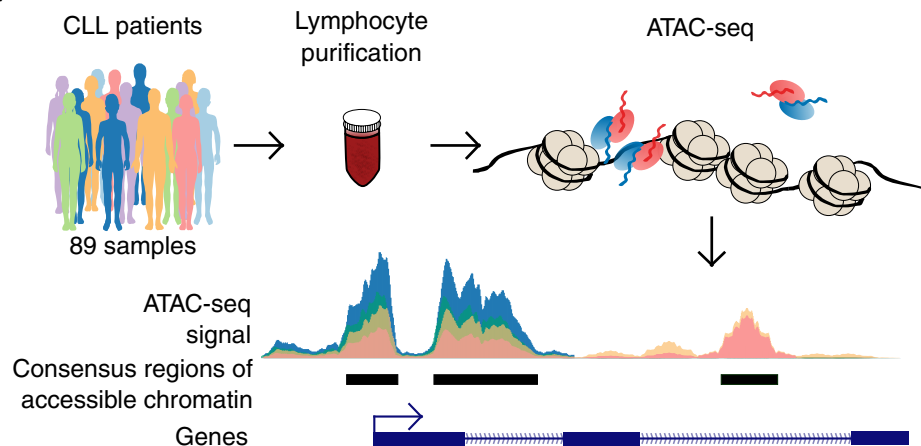 CLL patients
Lymphocyte
purification
ATAC-seq
89 samples
ATAC-seq
signal
Consensus regions of
accessible chromatin
Genes